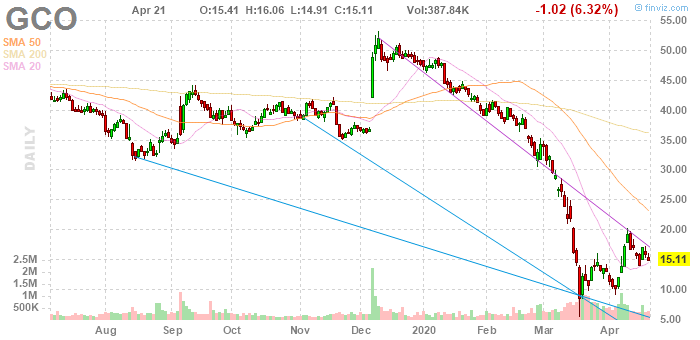 © finviz.com
GCO
Apr 21 O:15.41 H:16.06 L:14.91 C:15.11 Vol:387.84K -1.02 (6.32%)
SMA 50
SMA 200
SMA 20
DAILY
55.00
50.00
45.00
40.00
35.00
30.00
25.00
20.00
15.11
10.00
5.00
2.5M
2M
1.5M
1M
500K
Aug Sep Oct Nov Dec 2020 Feb Mar Apr